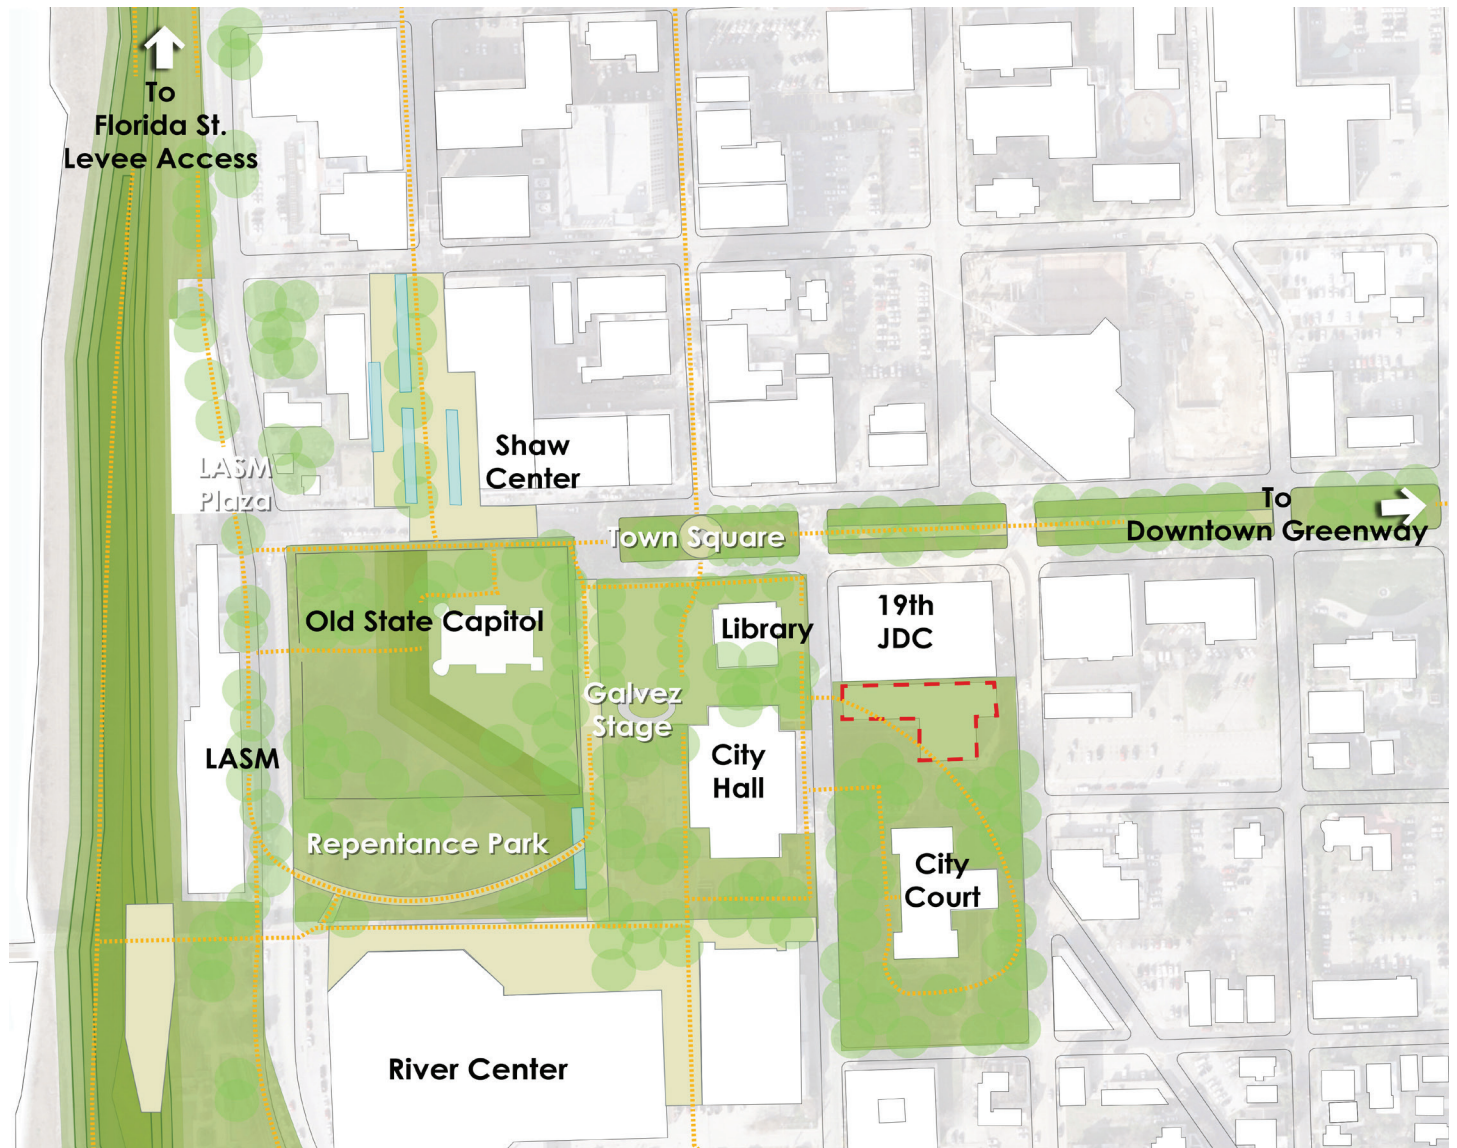 To
Florida St.
Levee Access
Shaw
Center
LASM
Plaza
To
Downtown Greenway
Town Square
Old State Capitol
Library
19th
JDC
Galvez
Stage
LASM
City
Hall
Repentance Park
City
Court
River Center